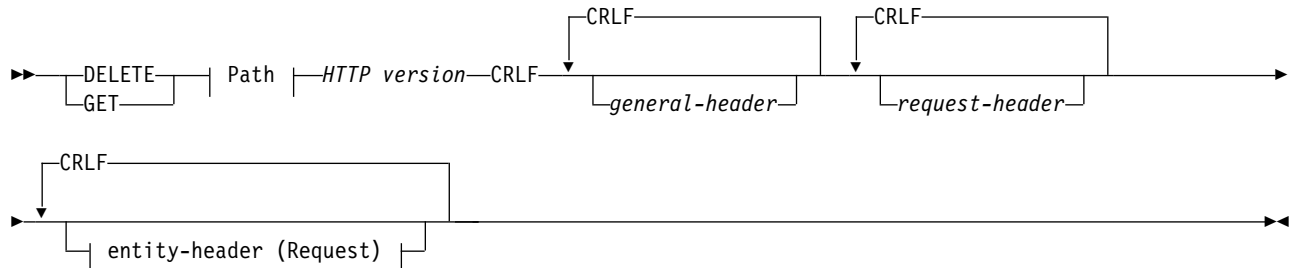 CRLF CRLF
DELETE Path HTTP version CRLF
GET general-header request-header
CRLF
entity-header (Request)